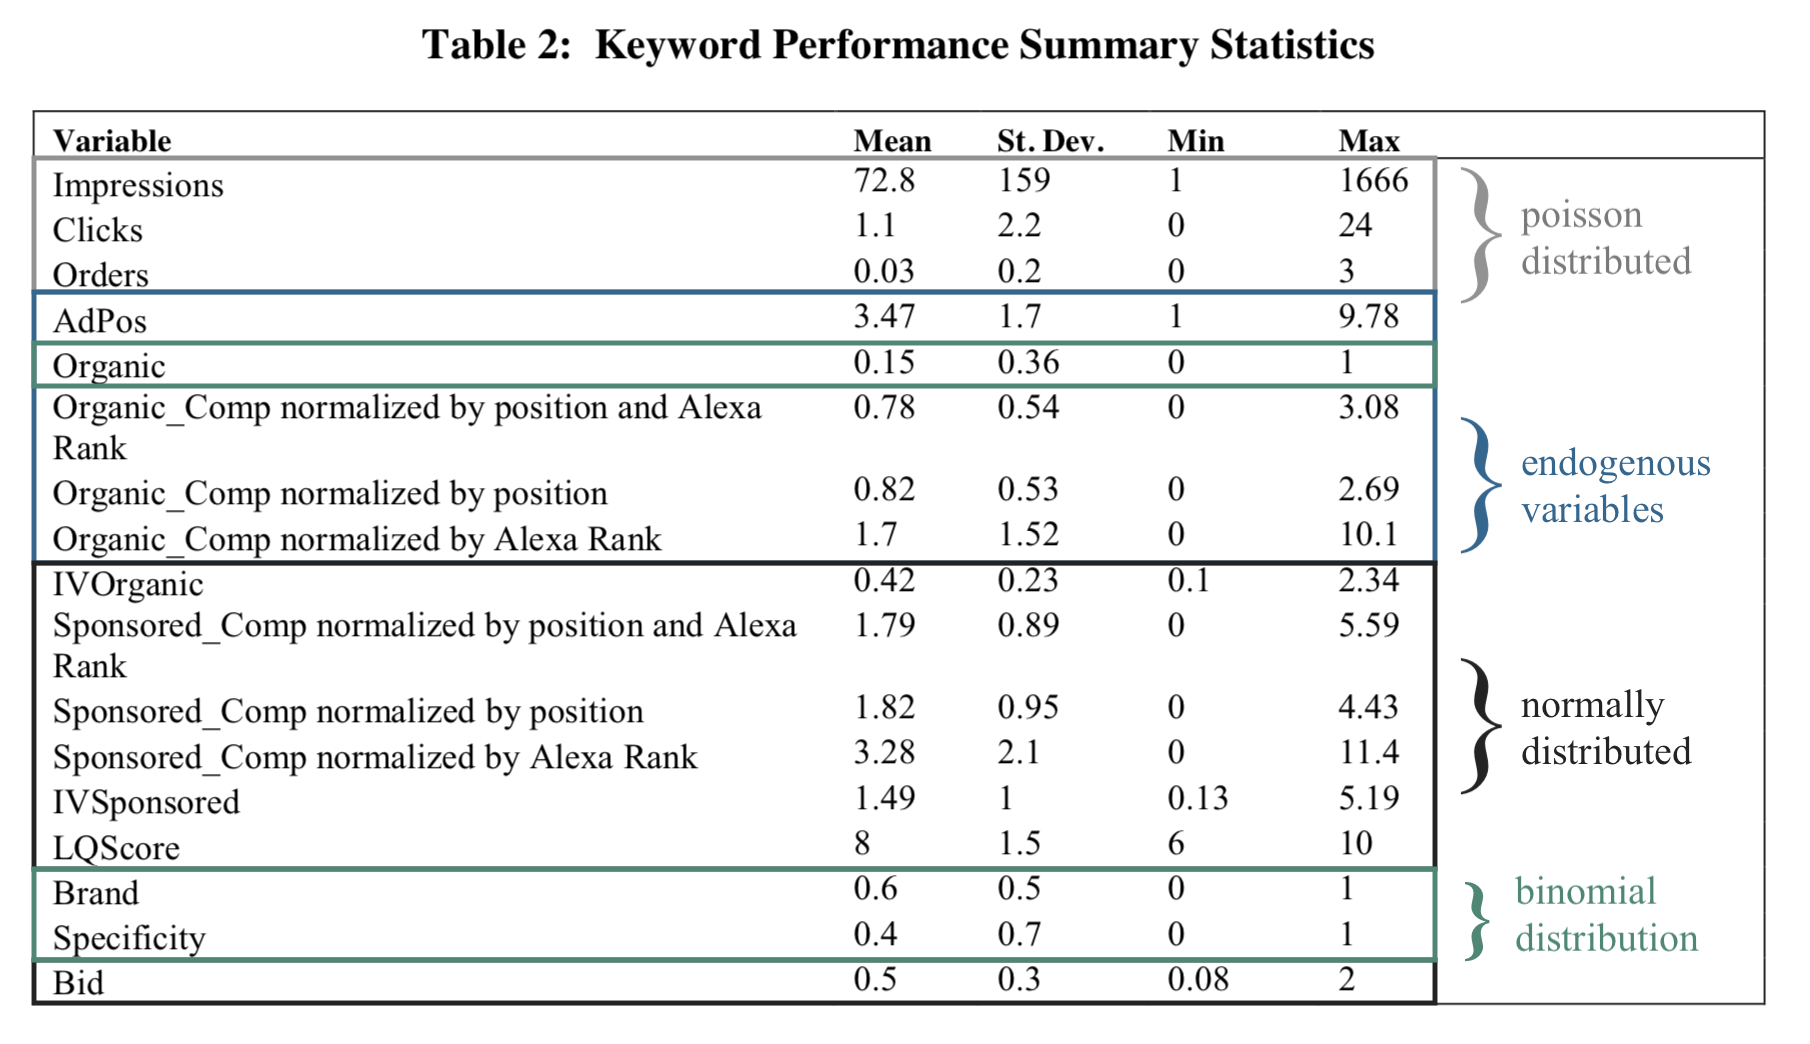 Table 2: Keyword Performance Summary Statistics
Variable Mean St. Dev. Min Max
Impressions 72.8 159 1 1666
Clicks 1.1 2.2 0 24
Orders 0.03 0.2 0 3
poisson
distributed
AdPos 3.47 1.7 1 9.78
Organic 0.15 0.36 0 1
Organic_Comp normalized by position and Alexa 0.78 0.54 0 3.08
Rank
Organic_Comp normalized by position 0.82 0.53 0 2.69
Organic_Comp normalized by Alexa Rank 1.7 1.52 0 10.1
endogenous
variables
IVOrganic 0.42 0.23 0.1 2.34
Sponsored_Comp normalized by position and Alexa 1.79 0.89 0 5.59
Rank
Sponsored_Comp normalized by position 1.82 0.95 0 4.43
Sponsored_Comp normalized by Alexa Rank 3.28 2.1 0 11.4
IVSponsored 1.49 1 0.13 5.19
LQScore 8 1.5 6 10
normally
distributed
Brand 0.6 0.5 0 1
Specificity 0.4 0.7 0 1
binomial
distribution
Bid 0.5 0.3 0.08 2